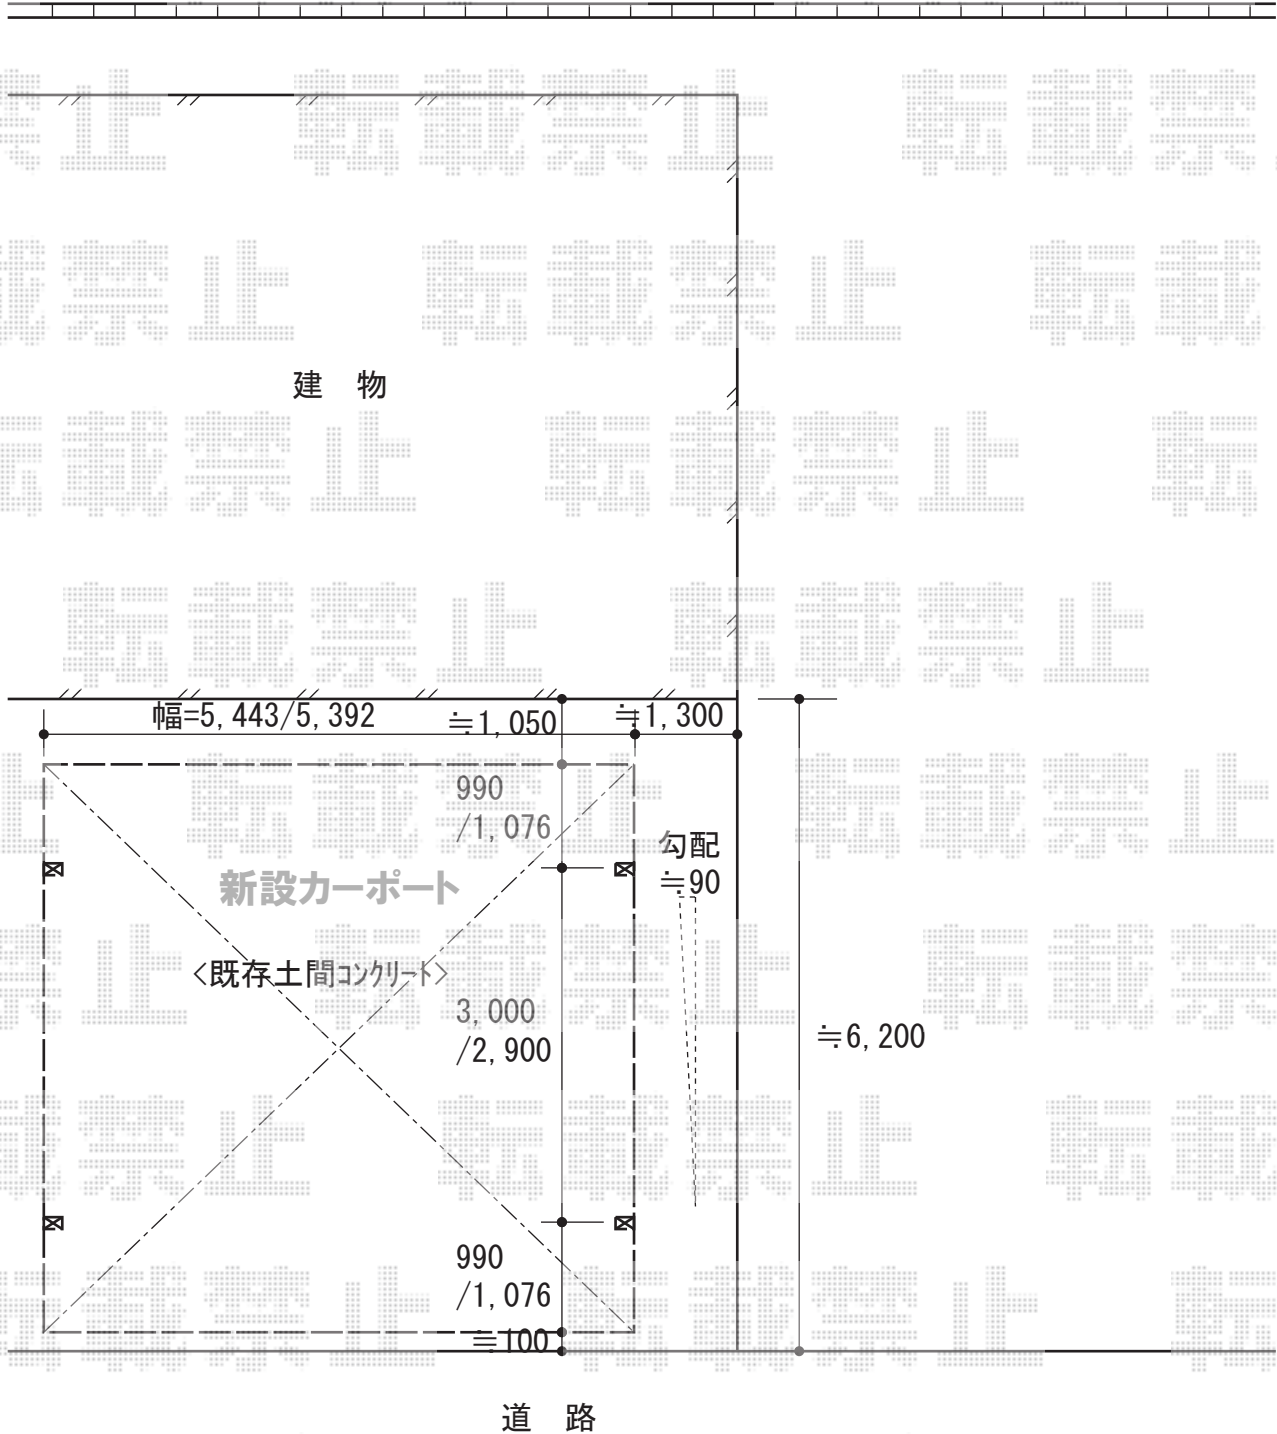 転載禁止
建 物
幅=5,443/5,392
≒1,050
≒1,300
990
/1,076
勾配
≒90
新設カーポート
<既存土間コンクリート>
3,000
/2,900
≒6,200
990
/1,076
≒100
道 路